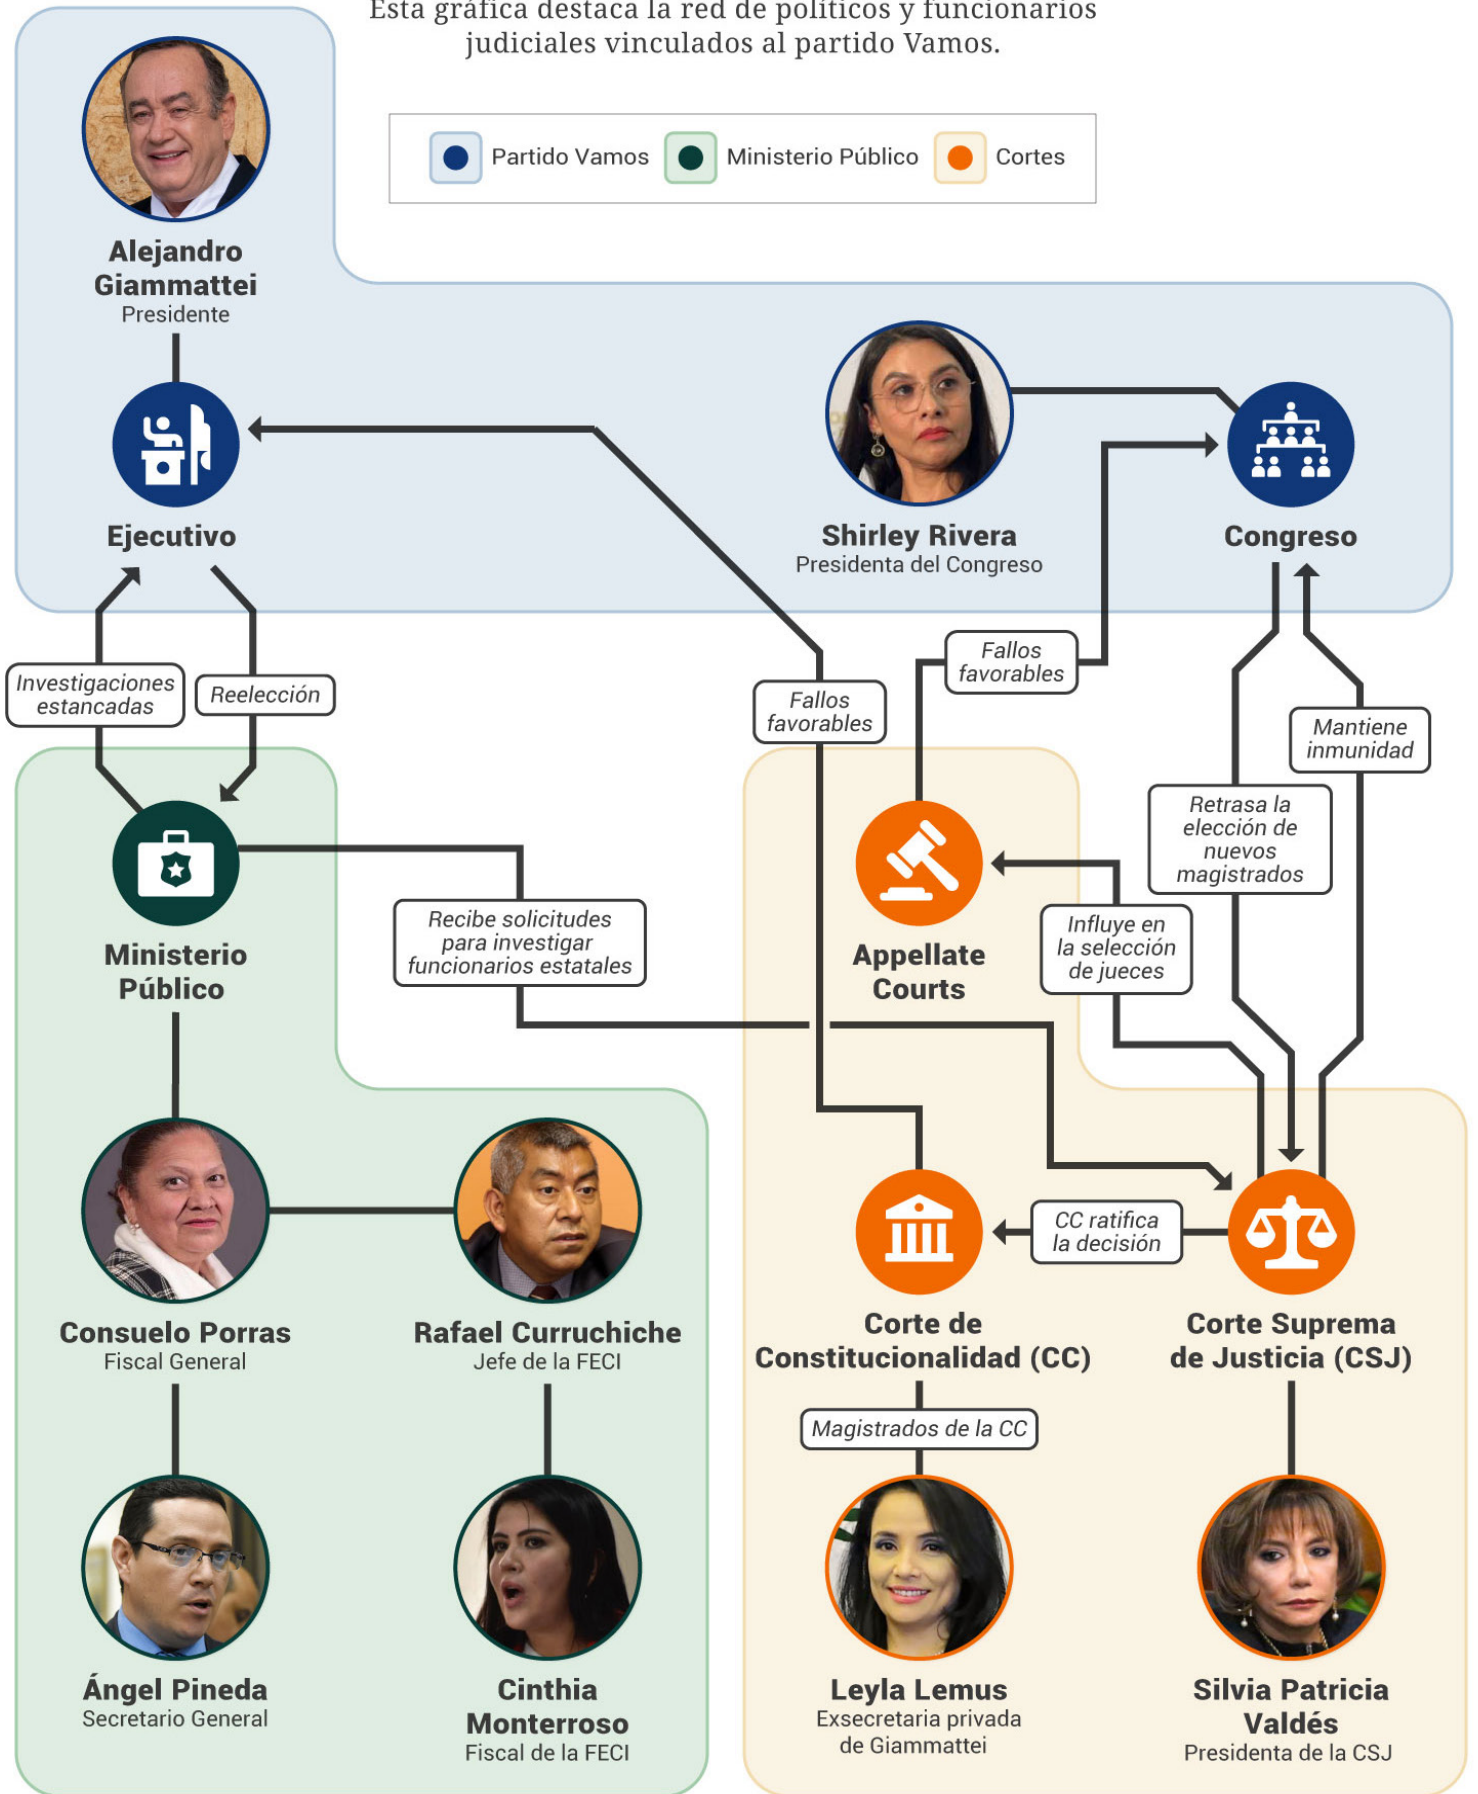 Esta gráfica destaca la red de políticos y funcionarios
judiciales vinculados al partido Vamos.
Partido Vamos
Ministerio Público
Cortes
Alejandro
Giammattei
Presidente
Ejecutivo
Shirley Rivera
Presidenta del Congreso
Congreso
Investigaciones
estancadas
Reelección
Fallos
favorables
Fallos
favorables
Mantiene
inmunidad
Retrasa la
elección de
nuevos
magistrados
Ministerio
Público
Recibe solicitudes
para investigar
funcionarios estatales
Appellate
Courts
Influye en
la selección
de jueces
CC ratifica
la decisión
Consuelo Porras
Fiscal General
Rafael Curruchiche
Jefe de la FECI
Corte de
Constitucionalidad (CC)
Corte Suprema
de Justicia (CSJ)
Magistrados de la CC
Ángel Pineda
Secretario General
Cinthia
Monterroso
Fiscal de la FECI
Leyla Lemus
Exsecretaria privada
de Giammattei
Silvia Patricia
Valdés
Presidenta de la CSJ